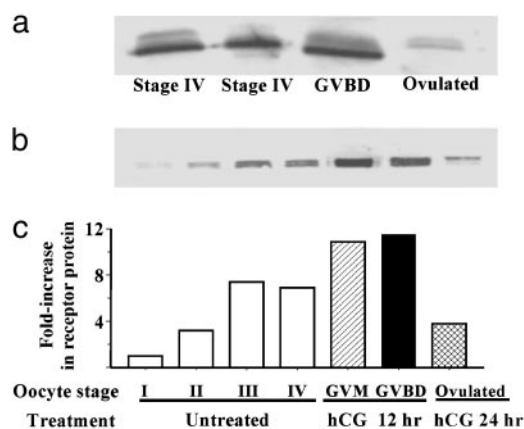 a
Stage IV Stage IV GVBD Ovulated
b
c
Fold-increase
in receptor protein
12
8
4
Oocyte stage I II III IV GVM GVBD Ovulated
Treatment Untreated hCG 12 hr hCG 24 hr